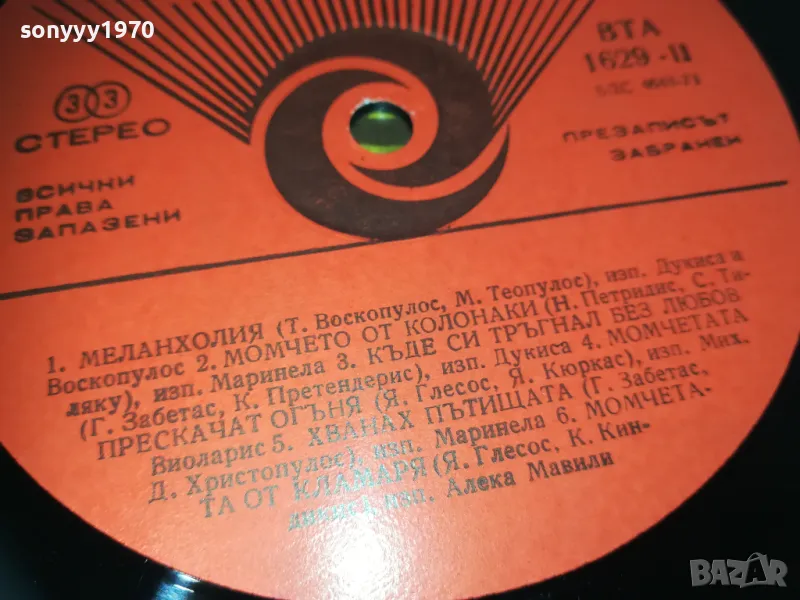 sonyyy1970
33
СТЕРЕО
ВСИЧКИ
ПРАВА
ЗАПАЗЕНИ
ВТА
1629-II
ПРЕЗАПИСЪТ
ЗАБРАНЕН
1. МЕЛАНХОЛИЯ (Т. Воскопулос, М. Теопулос), изп. Дукиса и
Воскопулос 2. МОМЧЕТО ОТ КОЛОНАКИ (Н. Петридис, С. Ти-
ляку), изп. Маринела 3. КЪДЕ СИ ТРЪГНАЛ БЕЗ ЛЮБОВ
(Г. Забетас, К. Претендерис), изп. Дукиса 4. МОМЧЕТАТА
ПРЕСКАЧАТ ОГЪНЯ (Я. Глесос, Я. Кюркас), изп. Мих.
Виоларис 5. ХВАНАХ ПЪТИЩАТА (Г. Забетас,
Д. Христопулос), изп. Маринела 6. МОМЧЕТА-
ТА ОТ КЛАМАРЯ (Я. Глесос, К. Кин-
изп. Алека Мавили
BAZAR
bazar.bg